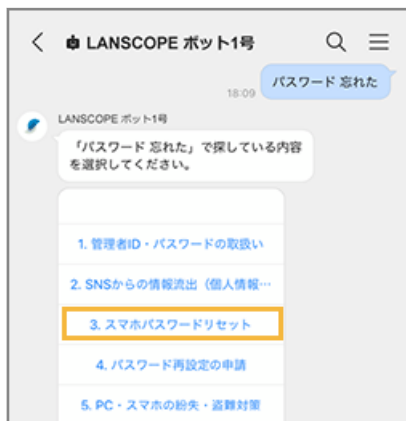 LANSCOPE ボット1号
パスワード 忘れた
18:09
LANSCOPE ボット1号
「パスワード 忘れた」で探している内容
を選択してください。
1. 管理者ID・パスワードの取扱い
2. SNSからの情報流出（個人情報…
3. スマホパスワードリセット
4. パスワード再設定の申請
5. PC・スマホの紛失・盗難対策